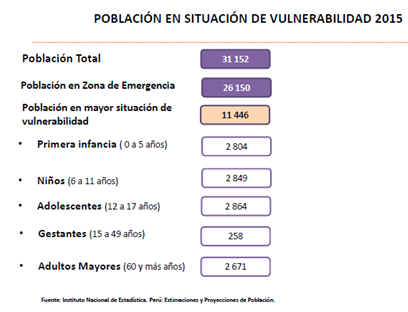 POBLACIÓN EN SITUACIÓN DE VULNERABILIDAD 2015
Población Total 31 152
Población en Zona de Emergencia 26 150
Población en mayor situación de
vulnerabilidad 11 446
• Primera infancia ( 0 a 5 años) 2 804
• Niños (6 a 11 años) 2 849
• Adolescentes (12 a 17 años) 2 864
• Gestantes (15 a 49 años) 258
• Adultos Mayores (60 y más años) 2 671
Fuente: Instituto Nacional de Estadística. Perú: Estimaciones y Proyecciones de Población.